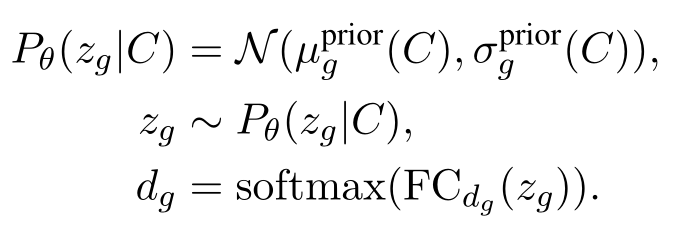 P_θ(z_g|C) = 𝒩(μ_g^prior(C), σ_g^prior(C)),
z_g ∼ P_θ(z_g|C),
d_g = softmax(FC_{d_g}(z_g)).